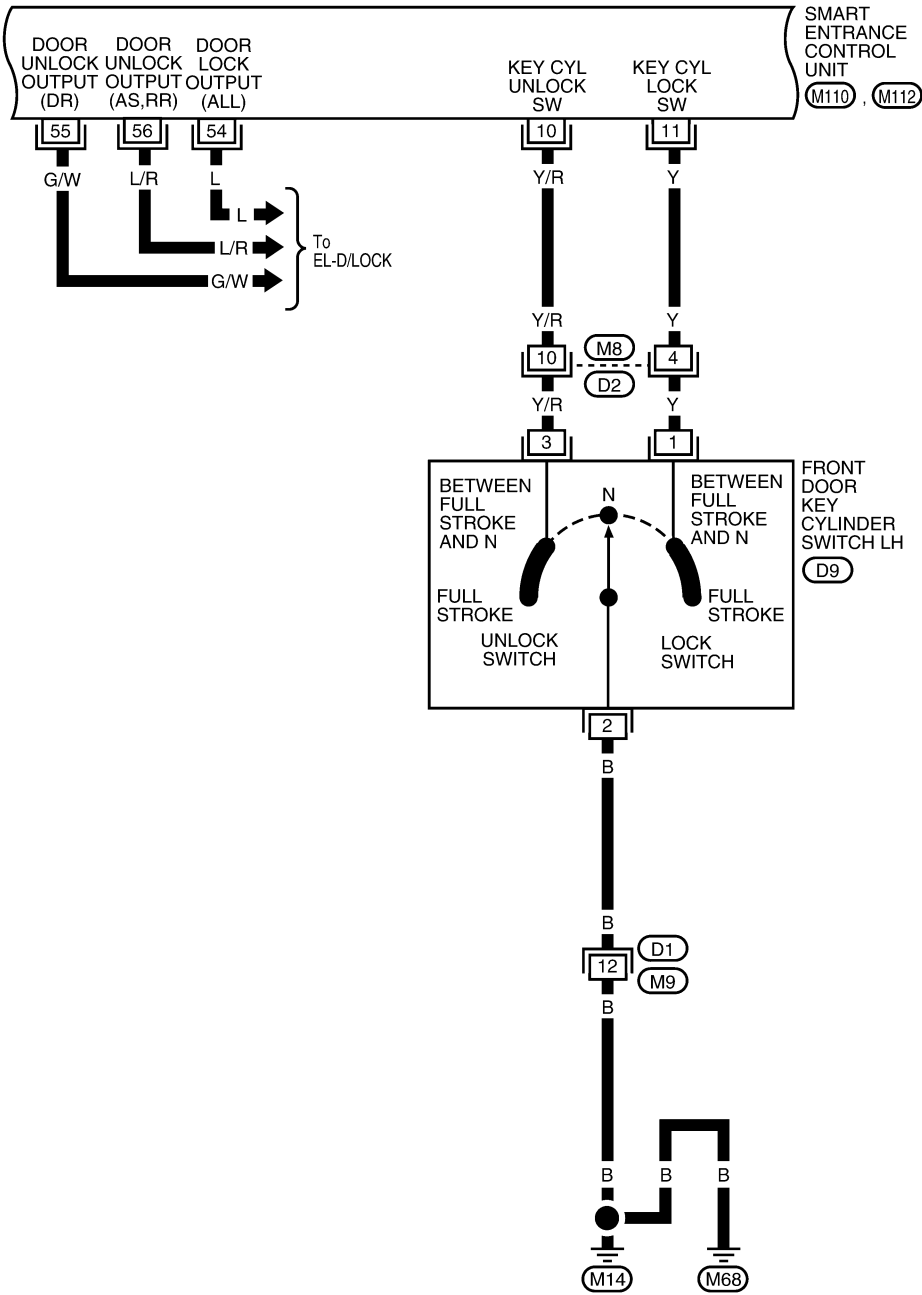 SMART
ENTRANCE
CONTROL
UNIT
M110 , M112
DOOR
UNLOCK
OUTPUT
(DR)
DOOR
UNLOCK
OUTPUT
(AS,RR)
DOOR
LOCK
OUTPUT
(ALL)
KEY CYL
UNLOCK
SW
KEY CYL
LOCK
SW
55
56
54
10
11
G/W
L/R
L
Y/R
Y
L
L/R
G/W
To
EL-D/LOCK
Y/R
Y
10
M8
4
D2
Y/R
Y
3
1
FRONT
DOOR
KEY
CYLINDER
SWITCH LH
D9
BETWEEN
FULL
STROKE
AND N
N
BETWEEN
FULL
STROKE
AND N
FULL
STROKE
FULL
STROKE
UNLOCK
SWITCH
LOCK
SWITCH
2
B
B
12
D1
M9
B
B
B
B
M14
M68